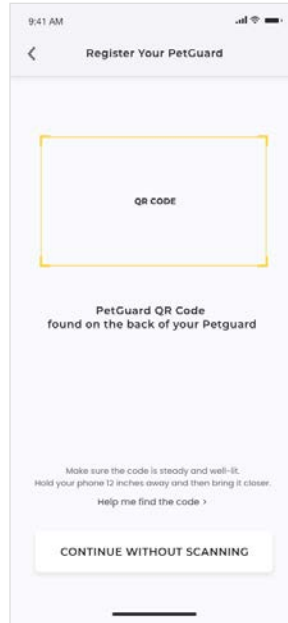 9:41 AM
Register Your PetGuard
QR CODE
PetGuard QR Code
found on the back of your Petguard
Make sure the code is steady and well-lit.
Hold your phone 12 inches away and then bring it closer.
Help me find the code >
CONTINUE WITHOUT SCANNING